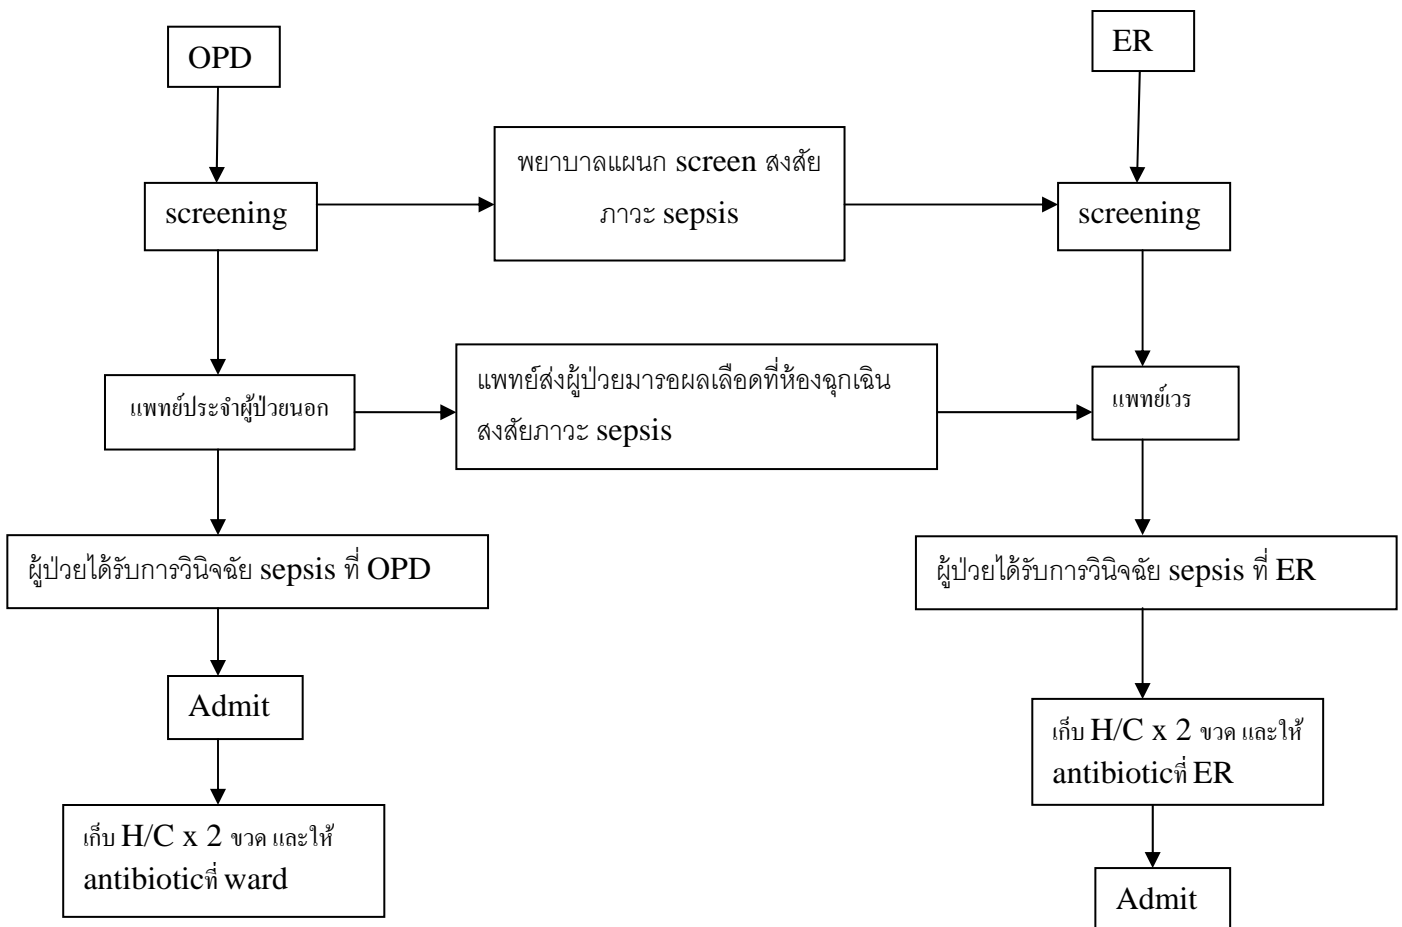 OPD
ER
พยาบาลแผนก screen สงสัย
ภาวะ sepsis
screening
screening
แพทย์ส่งผู้ป่วยมารอผลเลือดที่ห้องฉุกเฉิน
สงสัยภาวะ sepsis
แพทย์ประจำผู้ป่วยนอก
แพทย์เวร
ผู้ป่วยได้รับการวินิจฉัย sepsis ที่ OPD
ผู้ป่วยได้รับการวินิจฉัย sepsis ที่ ER
Admit
เก็บ H/C x 2 ขวด และให้
antibioticที่ ER
เก็บ H/C x 2 ขวด และให้
antibioticที่ ward
Admit